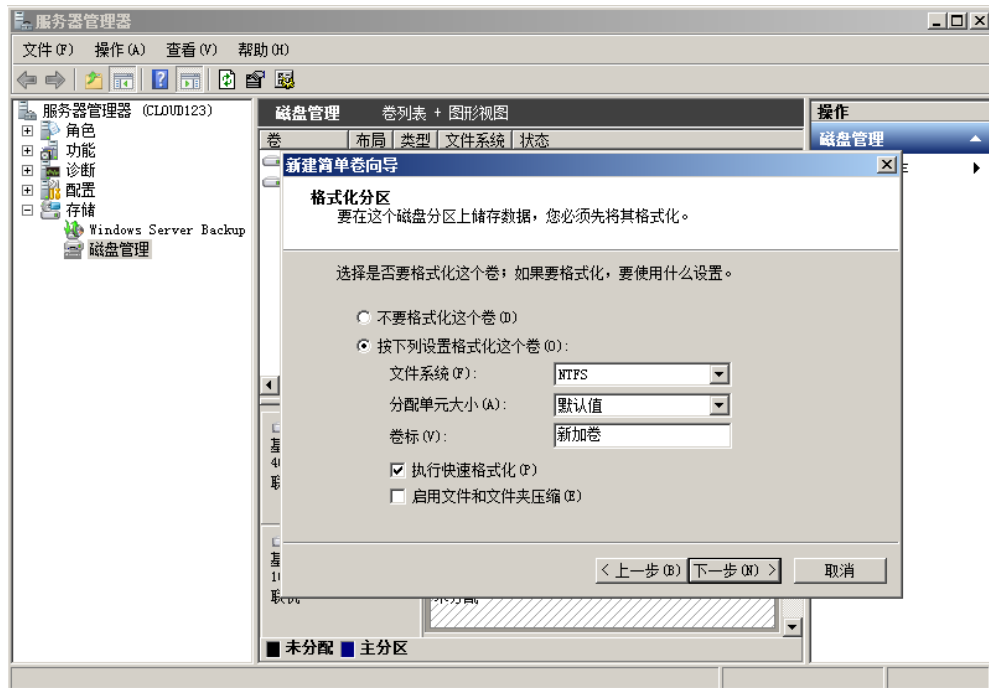 服务器管理器
文件(F) 操作(A) 查看(V) 帮助(H)
服务器管理器 (CLOUD123)
角色
功能
诊断
配置
存储
Windows Server Backup
磁盘管理
磁盘管理 卷列表 + 图形视图
卷 布局 类型 文件系统 状态
新建简单卷向导
格式化分区
要在这个磁盘分区上储存数据，您必须先将其格式化。
选择是否要格式化这个卷；如果要格式化，要使用什么设置。
不要格式化这个卷(D)
按下列设置格式化这个卷(O):
文件系统(F): NTFS
分配单元大小(A): 默认值
卷标(V): 新加卷
执行快速格式化(P)
启用文件和文件夹压缩(E)
< 上一步(B) 下一步(N) > 取消
未分配 主分区
操作
磁盘管理